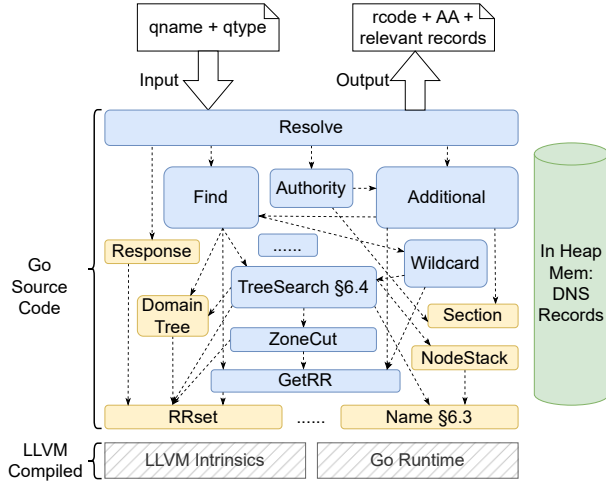 qname + qtype
rcode + AA +
relevant records
Input
Output
Resolve
Find
Authority
Additional
Response
......
Wildcard
In Heap
Mem:
DNS
Records
Go
Source
Code
Domain
Tree
TreeSearch §6.4
Section
ZoneCut
NodeStack
GetRR
RRset
......
Name §6.3
LLVM
Compiled
LLVM Intrinsics
Go Runtime